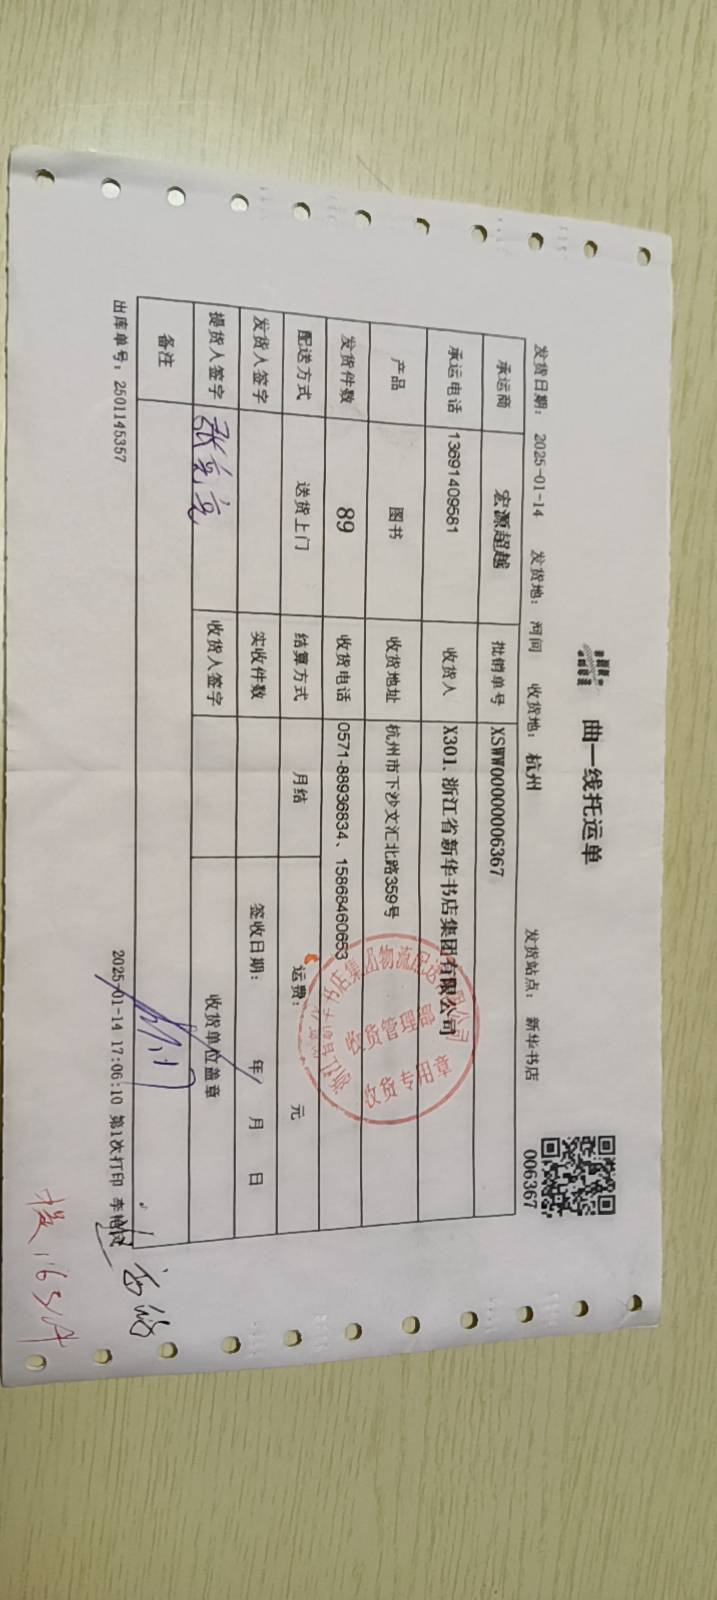 曲一线托运单
006367
发货日期： 2025-01-14 发货地： 河间 收货地： 杭州 发货站点： 新华书店
承运商 宏源超越 批销单号 XSWW00000006367
承运电话 13691409581 收货人 X301、浙江省新华书店集团有限公司
产品 图书 收货地址 杭州市下沙文汇北路359号
发货件数 89 收货电话 0571-88936834、15868460653
配送方式 送货上门 结算方式 月结 运费： 元
发货人签字 实收件数 签收日期： 年 月 日
提货人签字 张亮亮 收货人签字 收货单位盖章
备注
出库单号：2501145357 2025-01-14 17:06:10 第1次打印
收货管理部
收货专用章